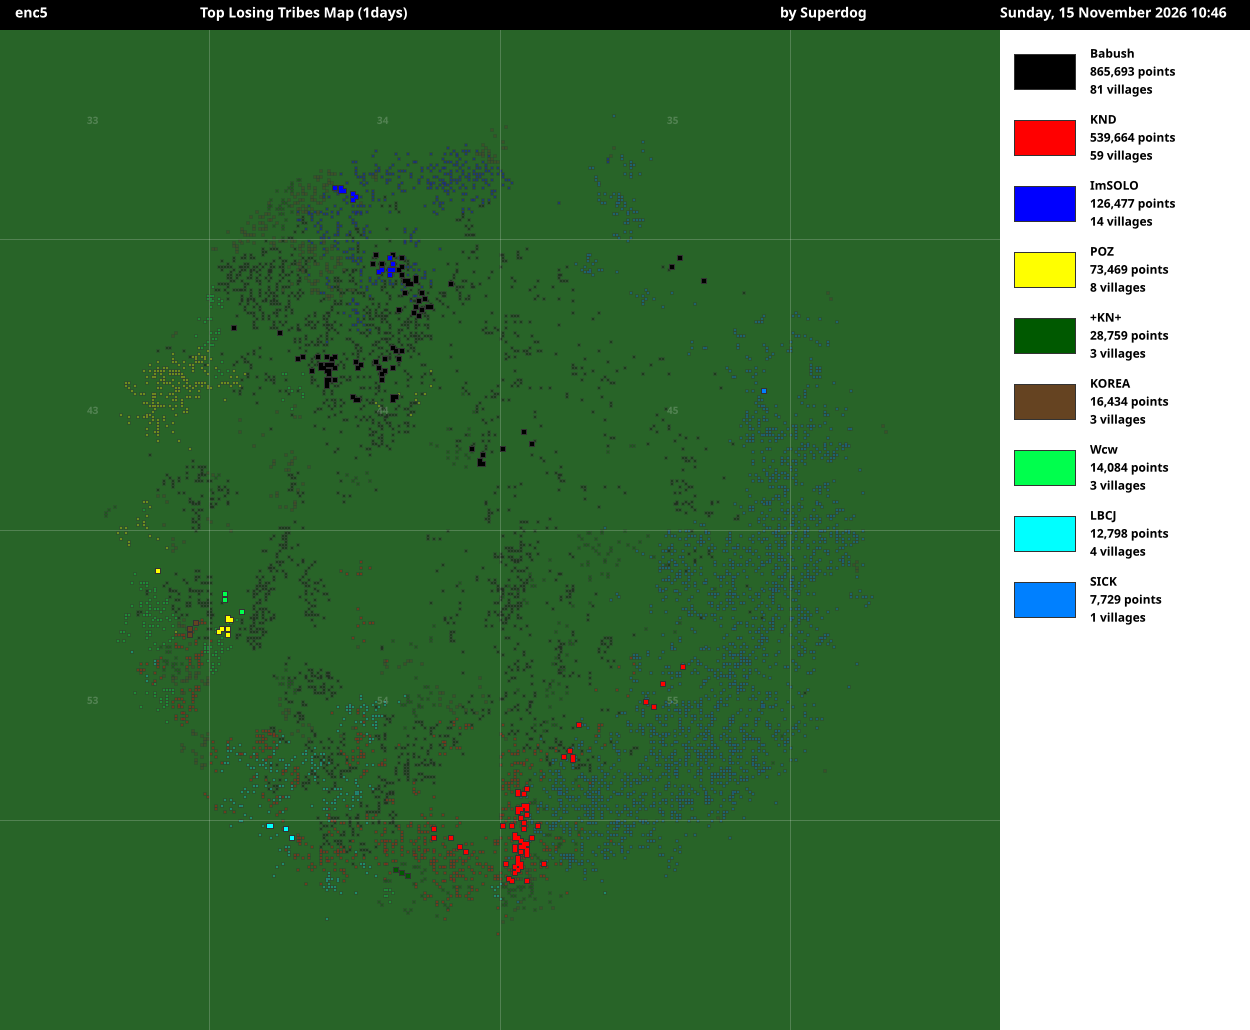 enc5 Top Losing Tribes Map (1days) by Superdog Sunday, 15 November 2026 10:46
Babush
865,693 points
81 villages
KND
539,664 points
59 villages
ImSOLO
126,477 points
14 villages
POZ
73,469 points
8 villages
+KN+
28,759 points
3 villages
KOREA
16,434 points
3 villages
Wcw
14,084 points
3 villages
LBCJ
12,798 points
4 villages
SICK
7,729 points
1 villages
33 34 35
43 45
53 54 55